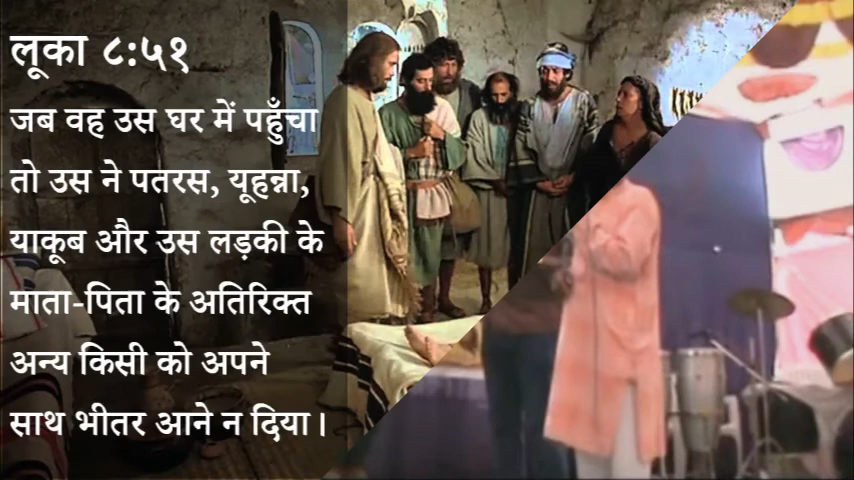 लूका ८:५१
जब वह उस घर में पहुँचा
तो उस ने पतरस, यूहन्ना,
याकूब और उस लड़की के
माता-पिता के अतिरिक्त
अन्य किसी को अपने
साथ भीतर आने न दिया।